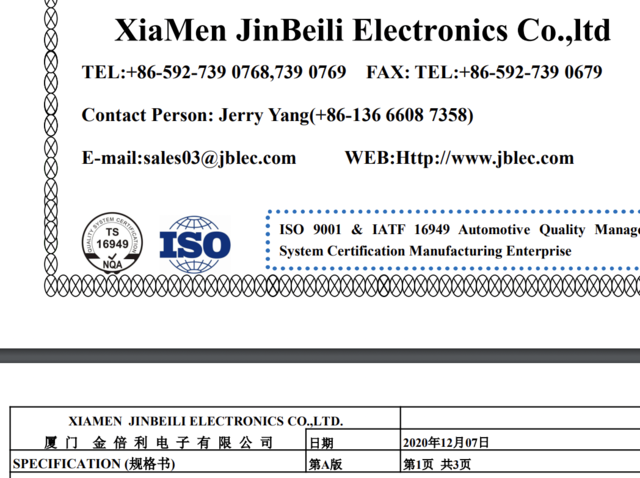 XiaMen JinBeili Electronics Co.,ltd
TEL:+86-592-739 0768,739 0769 FAX: TEL:+86-592-739 0679
Contact Person: Jerry Yang(+86-136 6608 7358)
E-mail:sales03@jblec.com WEB:Http://www.jblec.com
QUALITY SYSTEM CERTIFICATION
TS
16949
NQA
ISO
ISO 9001 & IATF 16949 Automotive Quality Manage
System Certification Manufacturing Enterprise
XIAMEN JINBEILI ELECTRONICS CO.,LTD.
厦 门 金 倍 利 电 子 有 限 公 司 日期 2020年12月07日
SPECIFICATION (规格书) 第A版 第1页 共3页